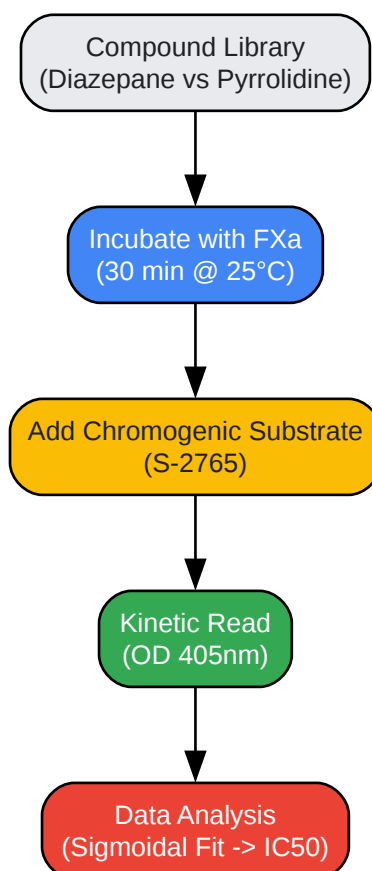 Compound Library
(Diazepane vs Pyrrolidine)
Incubate with FXa
(30 min @ 25°C)
Add Chromogenic Substrate
(S-2765)
Kinetic Read
(OD 405nm)
Data Analysis
(Sigmoidal Fit -> IC50)